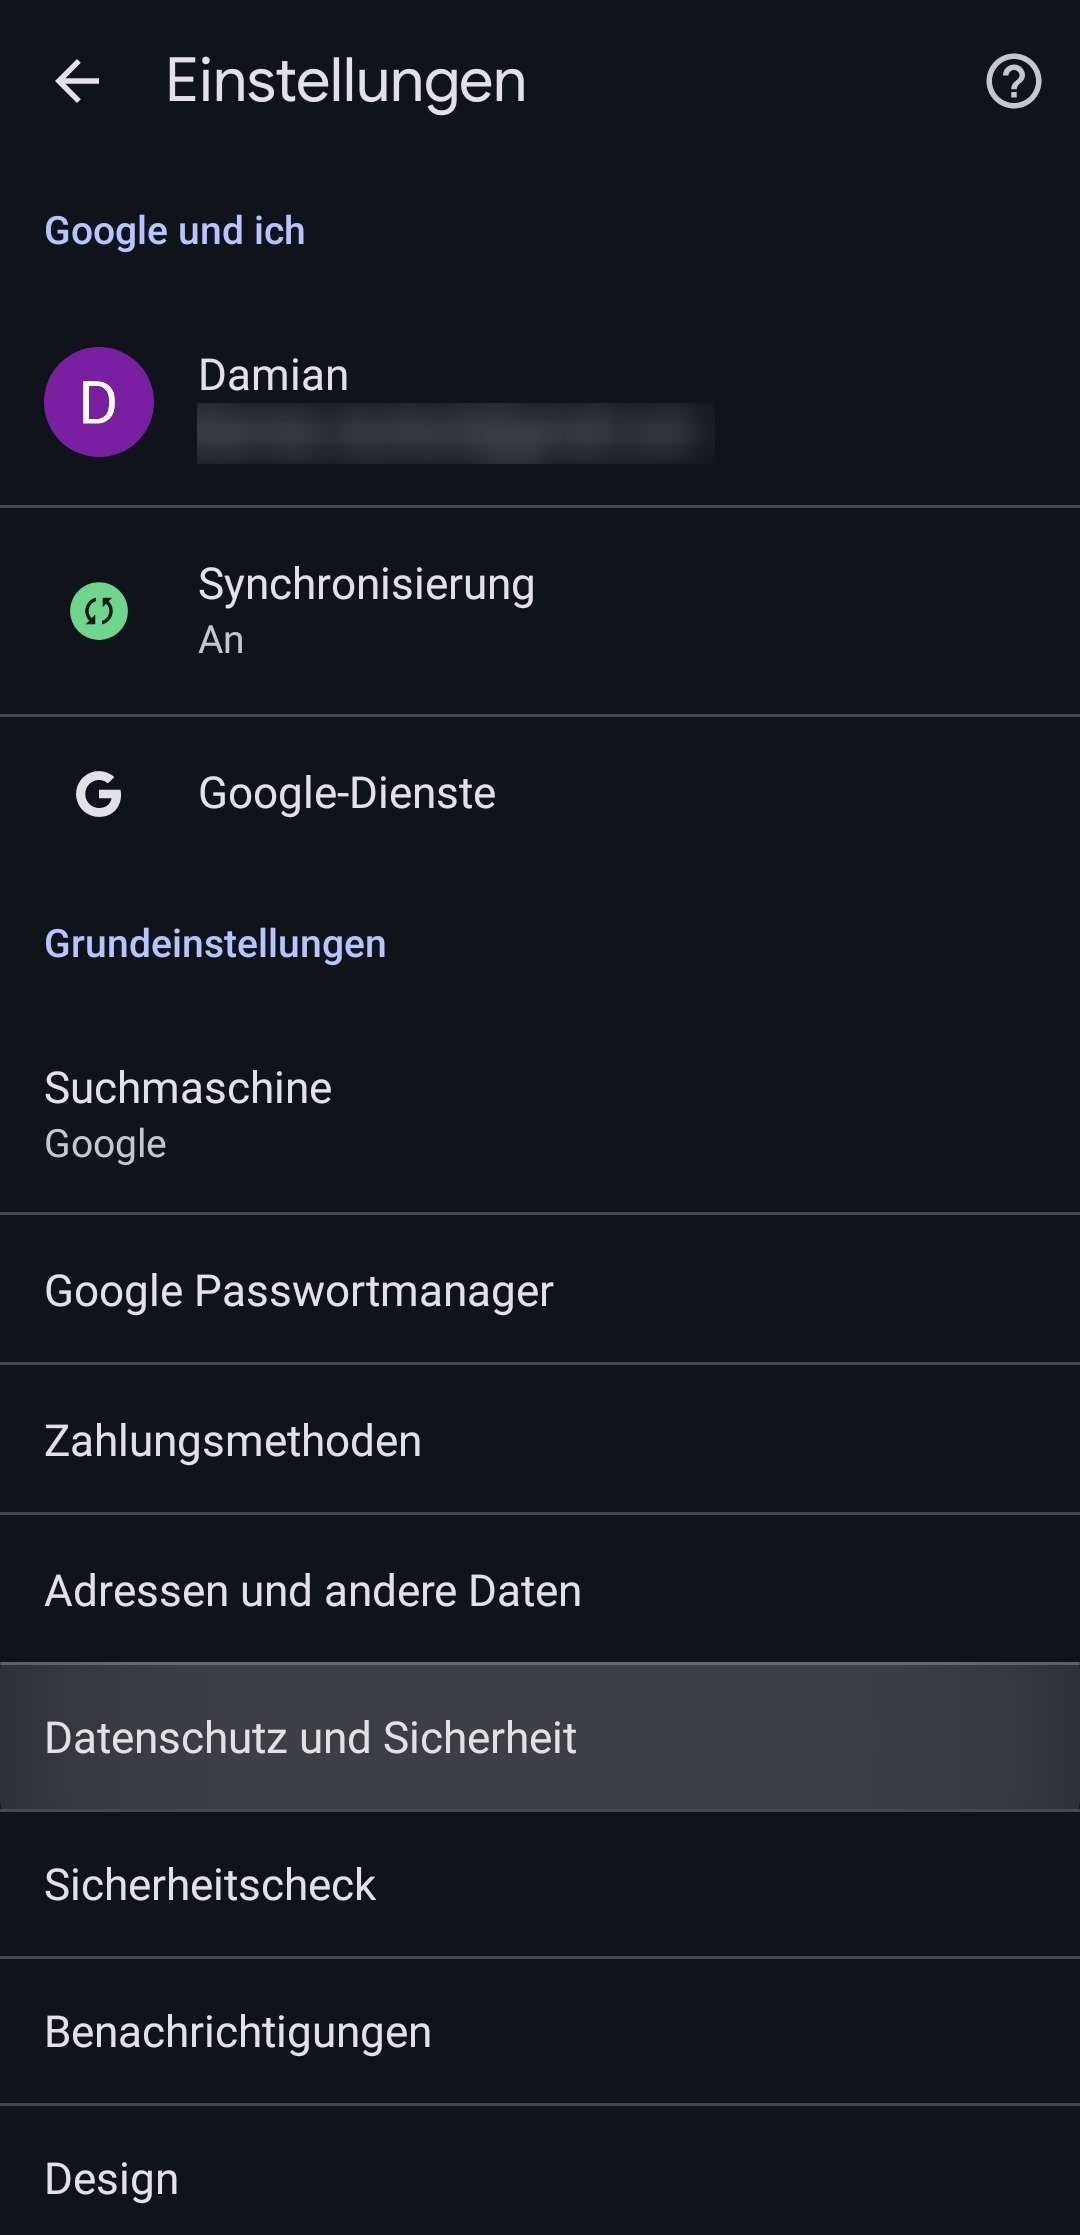 Einstellungen
Google und ich
D
Damian
Synchronisierung
An
Google-Dienste
Grundeinstellungen
Suchmaschine
Google
Google Passwortmanager
Zahlungsmethoden
Adressen und andere Daten
Datenschutz und Sicherheit
Sicherheitscheck
Benachrichtigungen
Design